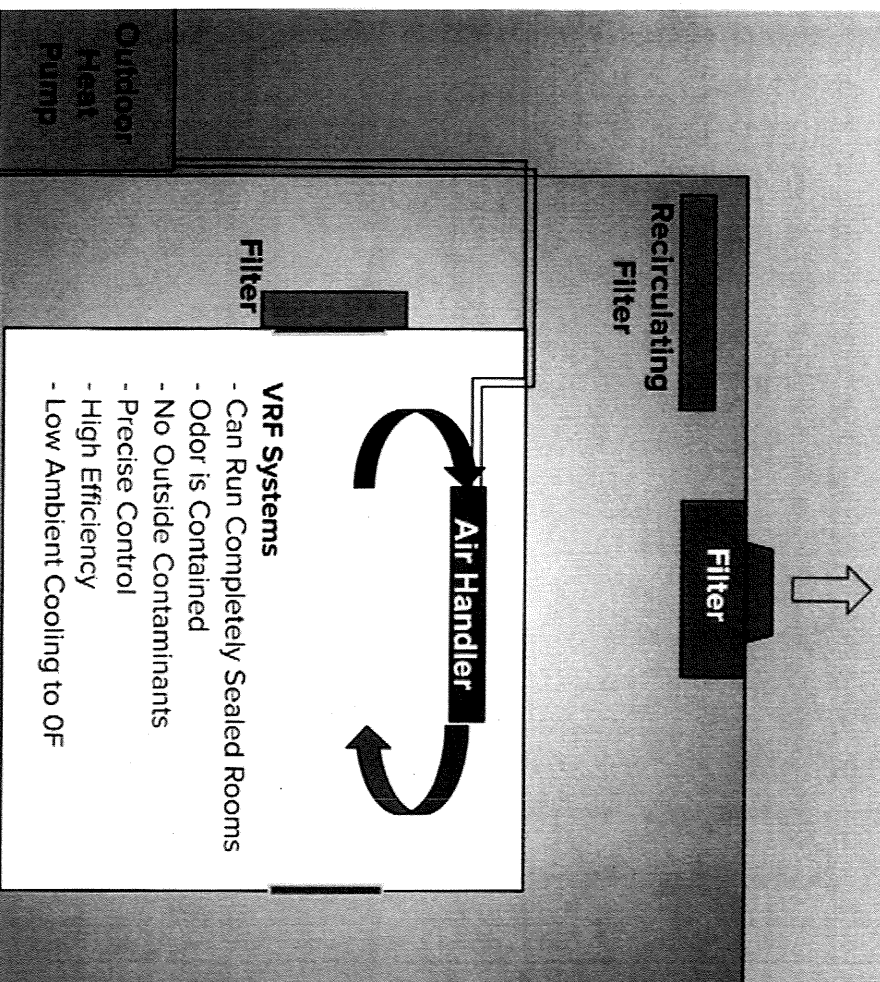 Filter
Recirculating
Filter
Air Handler
Filter
VRF Systems
- Can Run Completely Sealed Rooms
- Odor is Contained
- No Outside Contaminants
- Precise Control
- High Efficiency
- Low Ambient Cooling to 0F
Outdoor
Heat
Pump